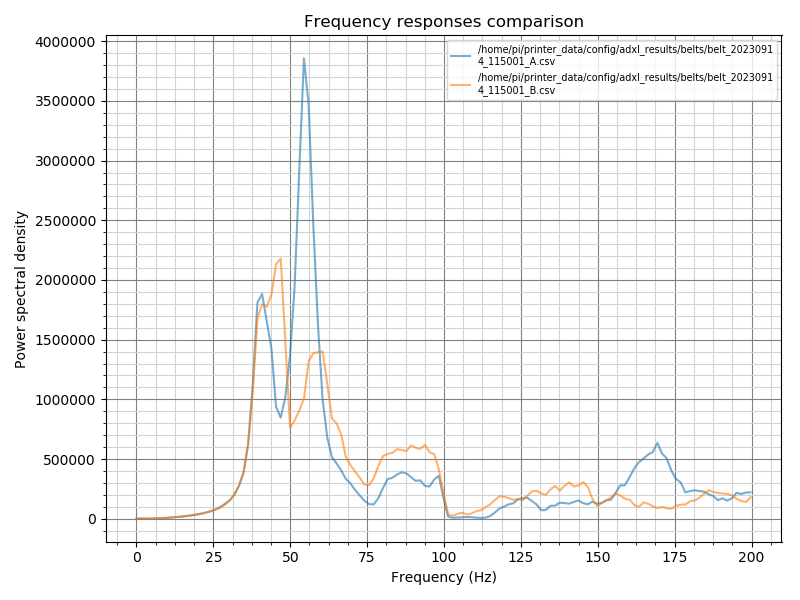 Frequency responses comparison
/home/pi/printer_data/config/adxl_results/belts/belt_2023091
4_115001_A.csv
/home/pi/printer_data/config/adxl_results/belts/belt_2023091
4_115001_B.csv
4000000
3500000
3000000
2500000
2000000
1500000
1000000
500000
0
Power spectral density
0 25 50 75 100 125 150 175 200
Frequency (Hz)